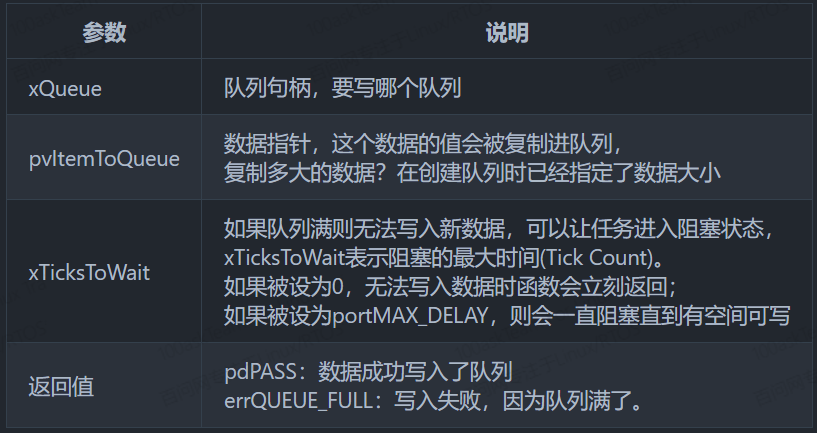 参数 说明
xQueue 队列句柄，要写哪个队列
pvItemToQueue 数据指针，这个数据的值会被复制进队列，
复制多大的数据？在创建队列时已经指定了数据大小
xTicksToWait 如果队列满则无法写入新数据，可以让任务进入阻塞状态，
xTicksToWait表示阻塞的最大时间(Tick Count)。
如果被设为0，无法写入数据时函数会立刻返回；
如果被设为portMAX_DELAY，则会一直阻塞直到有空间可写
返回值 pdPASS：数据成功写入了队列
errQUEUE_FULL：写入失败，因为队列满了。